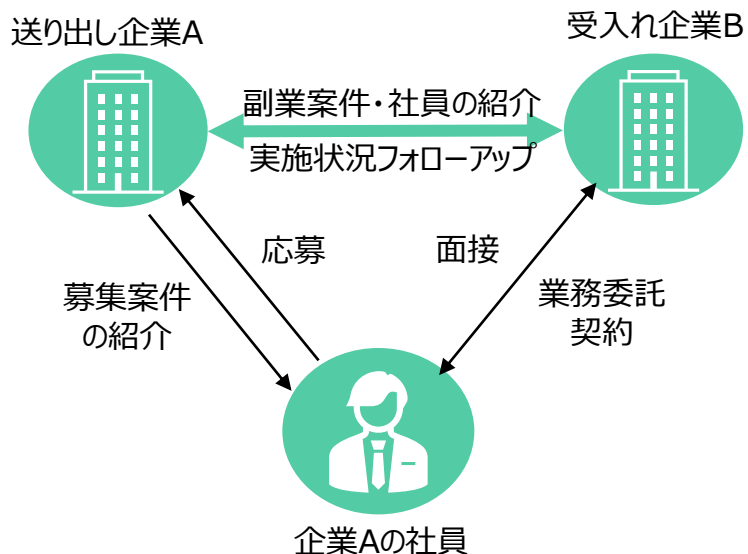 送り出し企業A
受入れ企業B
副業案件・社員の紹介
実施状況フォローアップ
応募
面接
募集案件
の紹介
業務委託
契約
企業Aの社員